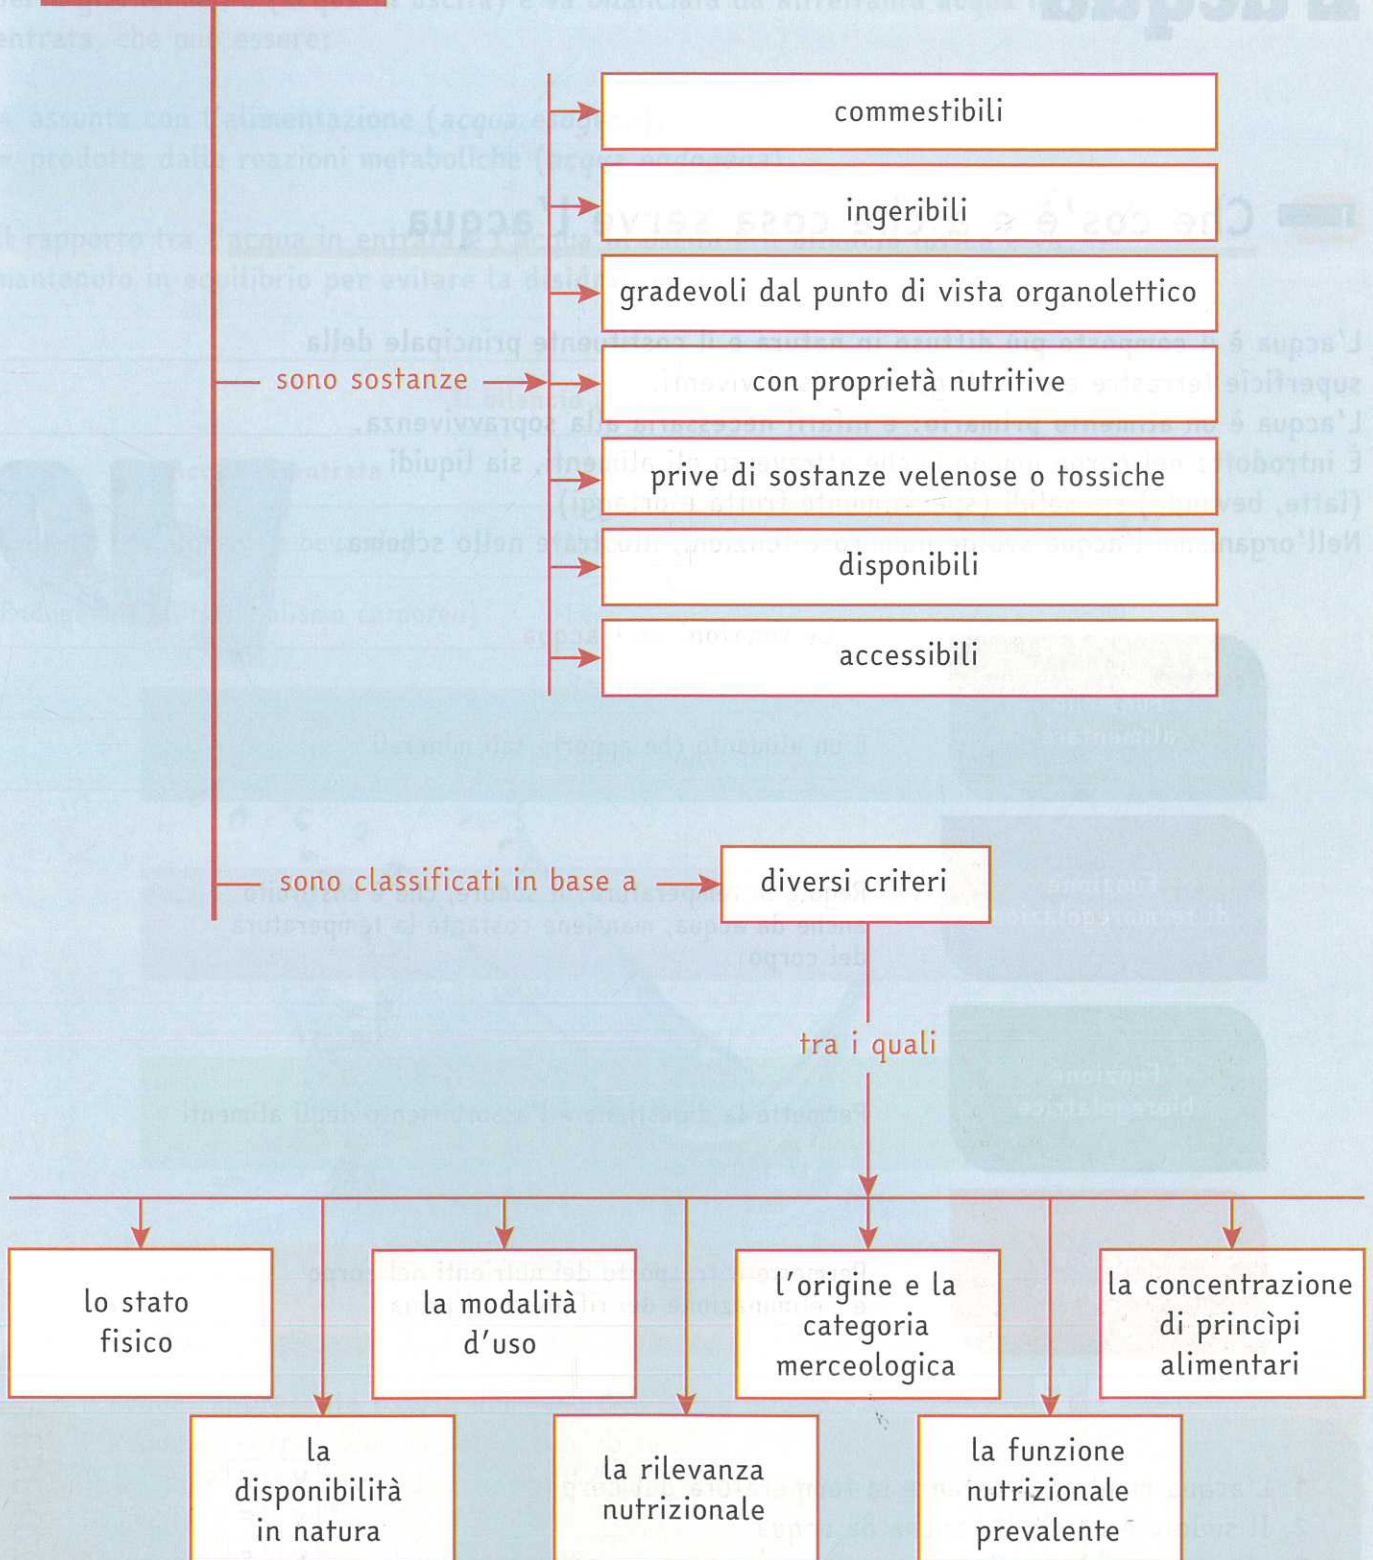 commestibili
ingeribili
gradevoli dal punto di vista organolettico
sono sostanze
con proprietà nutritive
prive di sostanze velenose o tossiche
disponibili
accessibili
sono classificati in base a
diversi criteri
tra i quali
lo stato
fisico
la modalità
d'uso
l'origine e la
categoria
merceologica
la concentrazione
di princìpi
alimentari
la
disponibilità
in natura
la rilevanza
nutrizionale
la funzione
nutrizionale
prevalente